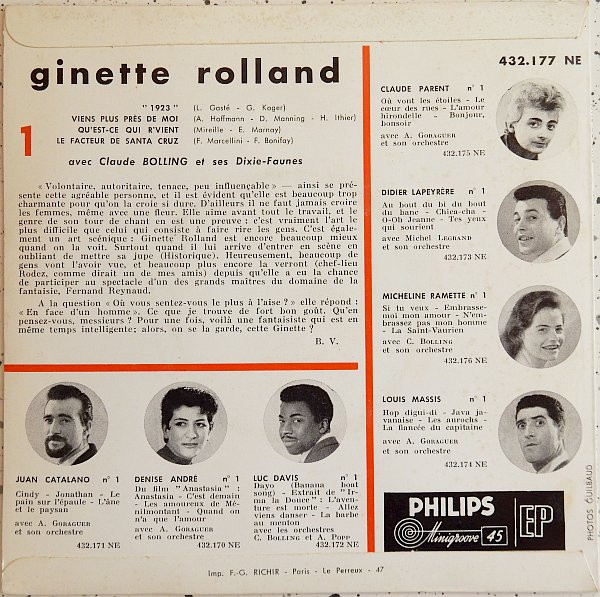 ginette rolland
1
" 1923 " (L. Gasté - G. Koger)
VIENS PLUS PRÈS DE MOI (A. Hoffmann - D. Manning - H. Ithier)
QU'EST-CE QUI R'VIENT (Mireille - E. Marnay)
LE FACTEUR DE SANTA CRUZ (F. Marcellini - F. Bonifay)
avec Claude BOLLING et ses Dixie-Faunes
« Volontaire, autoritaire, tenace, peu influençable » — ainsi se pré-
sente cette agréable personne, et il est évident qu'elle est beaucoup trop
charmante pour qu'on la croie si dure. D'ailleurs il ne faut jamais croire
les femmes, même avec une fleur. Elle aime avant tout le travail, et le
genre de son tour de chant en est une preuve : c'est vraiment l'art le
plus difficile que celui qui consiste à faire rire les gens. C'est égale-
ment un art scénique : Ginette Rolland est encore beaucoup mieux
quand on la voit. Surtout quand il lui arrive d'entrer en scène en
oubliant de mettre sa jupe (Historique). Heureusement, beaucoup de
gens vont l'avoir vue, et beaucoup plus encore la verront (chef-lieu
Rodez, comme dirait un de mes amis) depuis qu'elle a eu la chance
de participer au spectacle d'un des grands maîtres du domaine de la
fantaisie, Fernand Reynaud.
A la question « Où vous sentez-vous le plus à l'aise ? » elle répond :
« En face d'un homme ». Ce que je trouve de fort bon goût. Qu'en
pensez-vous, messieurs ? Pour une fois, voilà une fantaisiste qui est en
même temps intelligente; alors, on se la garde, cette Ginette ?
B. V.
JUAN CATALANO n° 1
Cindy - Jonathan - Le
pain sur l'épaule - L'âne
et le paysan
avec A. GORAGUER
et son orchestre
432.171 NE
DENISE ANDRÉ n° 1
Du film "Anastasia" :
Anastasia - C'est demain
- Les amoureux de Mé-
nilmontant - Quand on
n'a que l'amour
avec A. GORAGUER
et son orchestre
432.170 NE
LUC DAVIS n° 1
Dayo (Banana boat
song) - Extrait de "Ir-
ma la Douce" : L'aven-
ture est morte - Allez
viens danser - La barbe
au menton
avec les orchestres
C. BOLLING et A. POPP
432.172 NE
432.177 NE
CLAUDE PARENT n° 1
Où vont les étoiles - Le
cœur des rues - L'amour
hirondelle - Bonjour,
bonsoir
avec A. GORAGUER
et son orchestre
432.175 NE
DIDIER LAPEYRÈRE n° 1
Au bout du bi du bout
du banc - Chica-cha -
O-Oh Jeanne - Tes yeux
qui sourient
avec Michel LEGRAND
et son orchestre
432.173 NE
MICHELINE RAMETTE n° 1
Si tu veux - Embrasse-
moi mon amour - N'em-
brassez pas mon homme
- La Saint-Vaurien
avec C. BOLLING
et son orchestre
432.176 NE
LOUIS MASSIS n° 1
Hop digui-di - Java ja-
vanaise - Les aurochs -
La fiancée du capitaine
avec A. GORAGUER
et son orchestre
432.174 NE
PHILIPS
Minigroove 45
EP
PHOTOS GUILBAUD
Imp. F.-G. RICHIR - Paris - Le Perreux - 47